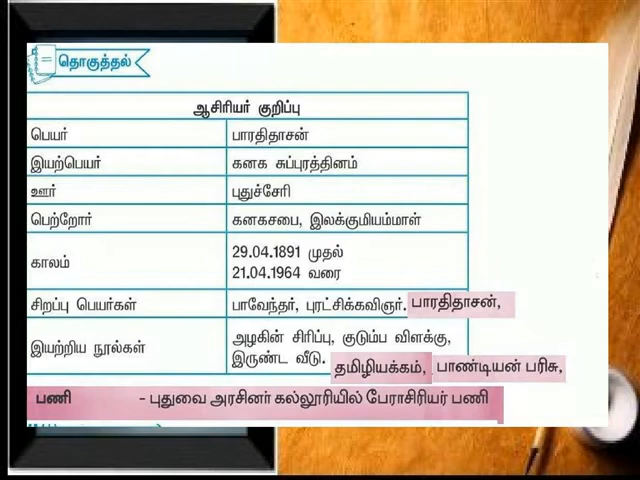 தொகுத்தல்
ஆசிரியர் குறிப்பு
பெயர் பாரதிதாசன்
இயற்பெயர் கனக சுப்புரத்தினம்
ஊர் புதுச்சேரி
பெற்றோர் கனகசபை, இலக்குமியம்மாள்
காலம் 29.04.1891 முதல்
21.04.1964 வரை
சிறப்பு பெயர்கள் பாவேந்தர், புரட்சிக்கவிஞர். பாரதிதாசன்,
இயற்றிய நூல்கள் அழகின் சிரிப்பு, குடும்ப விளக்கு,
இருண்ட வீடு. தமிழியக்கம், பாண்டியன் பரிசு,
பணி - புதுவை அரசினர் கல்லூரியில் பேராசிரியர் பணி